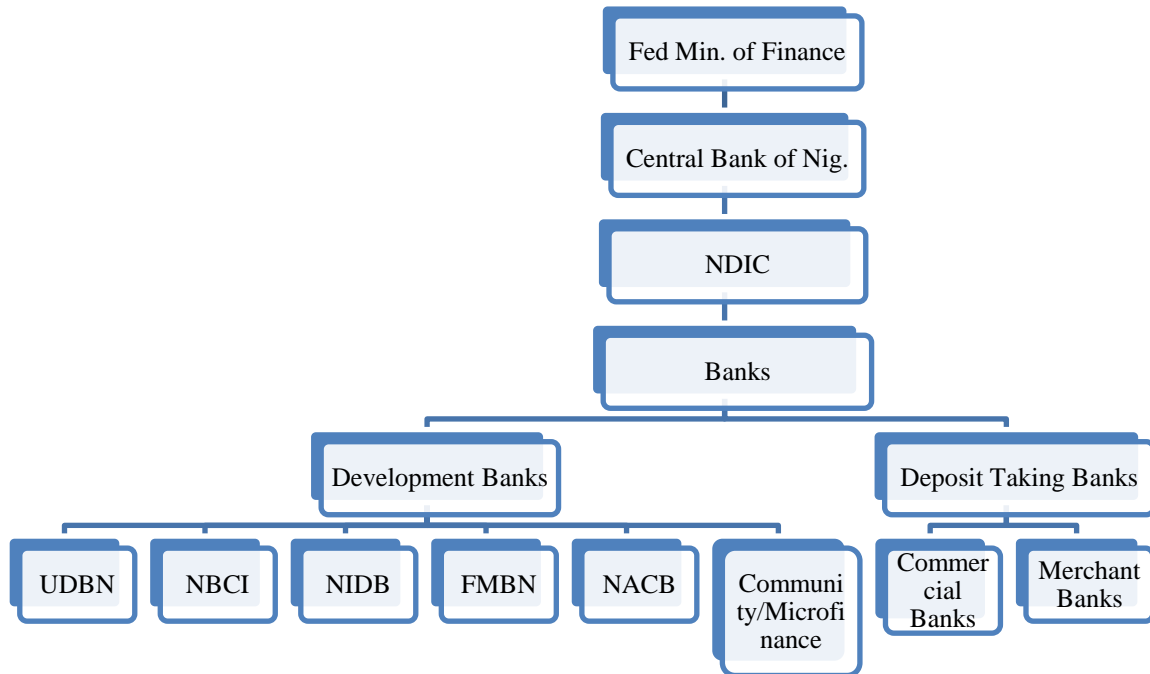 Fed Min. of Finance
Central Bank of Nig.
NDIC
Banks
Development Banks
Deposit Taking Banks
UDBN
NBCI
NIDB
FMBN
NACB
Communi
ty/Microfi
nance
Commer
cial
Banks
Merchant
Banks